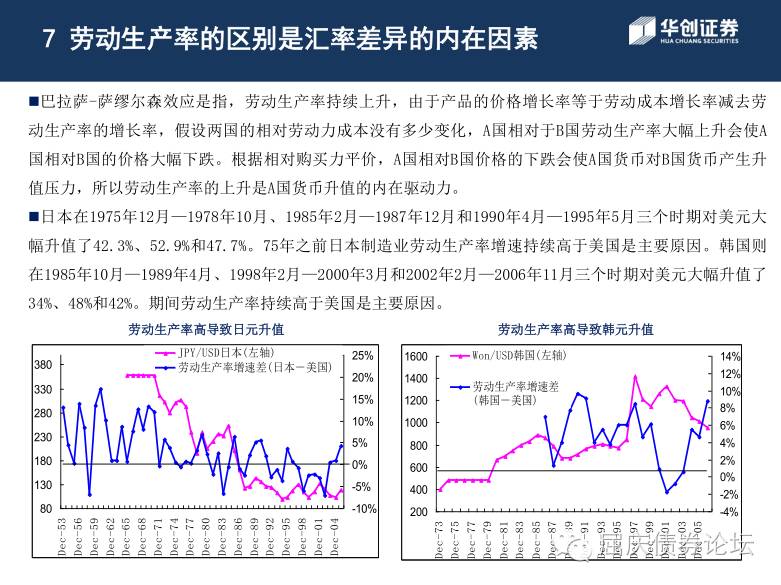 7 劳动生产率的区别是汇率差异的内在因素
华创证券
HUA CHUANG SECURITIES
■巴拉萨-萨缪尔森效应是指，劳动生产率持续上升，由于产品的价格增长率等于劳动成本增长率减去劳
动生产率的增长率，假设两国的相对劳动力成本没有多少变化，A国相对于B国劳动生产率大幅上升会使A
国相对B国的价格大幅下跌。根据相对购买力平价，A国相对B国价格的下跌会使A国货币对B国货币产生升
值压力，所以劳动生产率的上升是A国货币升值的内在驱动力。
■日本在1975年12月—1978年10月、1985年2月—1987年12月和1990年4月—1995年5月三个时期对美元大
幅升值了42.3%、52.9%和47.7%。75年之前日本制造业劳动生产率增速持续高于美国是主要原因。韩国则
在1985年10月—1989年4月、1998年2月—2000年3月和2002年2月—2006年11月三个时期对美元大幅升值了
34%、48%和42%。期间劳动生产率持续高于美国是主要原因。
劳动生产率高导致日元升值
JPY/USD日本(左轴)
劳动生产率增速差(日本－美国)
380
330
280
230
180
130
80
25%
20%
15%
10%
5%
0%
-5%
-10%
Dec-53
Dec-56
Dec-59
Dec-62
Dec-65
Dec-68
Dec-71
Dec-74
Dec-77
Dec-80
Dec-83
Dec-86
Dec-89
Dec-92
Dec-95
Dec-98
Dec-01
Dec-04
劳动生产率高导致韩元升值
Won/USD韩国(左轴)
劳动生产率增速差
(韩国－美国)
1600
1400
1200
1000
800
600
400
200
14%
12%
10%
8%
6%
4%
2%
0%
-2%
-4%
Dec-73
Dec-75
Dec-77
Dec-79
Dec-81
Dec-83
Dec-85
Dec-87
Dec-89
Dec-91
Dec-93
Dec-95
Dec-97
Dec-99
Dec-01
Dec-03
Dec-05
屈庆债券论坛